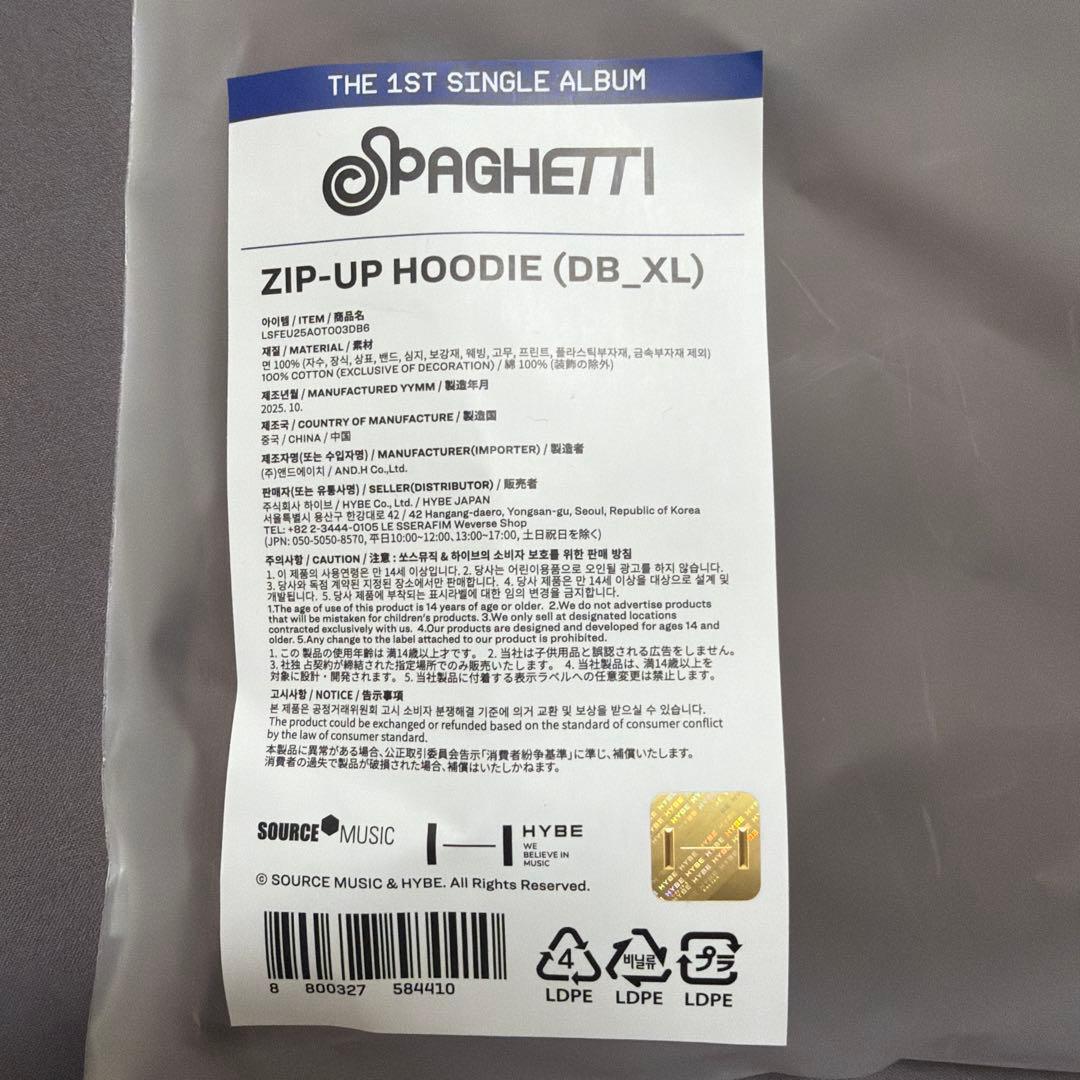 THE 1ST SINGLE ALBUM
SPAGHETTI
ZIP-UP HOODIE (DB_XL)
아이템 / ITEM / 商品名
LSFEU25AOT003DB6
재질 / MATERIAL / 素材
면 100% (자수, 장식, 상표, 밴드, 심지, 보강재, 웨빙, 고무, 프린트, 플라스틱부자재, 금속부자재 제외)
100% COTTON (EXCLUSIVE OF DECORATION) / 綿 100% (装飾の除外)
제조년월 / MANUFACTURED YYMM / 製造年月
2025. 10.
제조국 / COUNTRY OF MANUFACTURE / 製造国
중국 / CHINA / 中国
제조자명(또는 수입자명) / MANUFACTURER(IMPORTER) / 製造者
(주)앤드에이치 / AND.H Co.,Ltd.
판매자(또는 유통사명) / SELLER(DISTRIBUTOR) / 販売者
주식회사 하이브 / HYBE Co., Ltd. / HYBE JAPAN
서울특별시 용산구 한강대로 42 / 42 Hangang-daero, Yongsan-gu, Seoul, Republic of Korea
TEL: +82 2-3444-0105 LE SSERAFIM Weverse Shop
(JPN: 050-5050-8570, 平日10:00~12:00、13:00~17:00, 土日祝日を除く)
주의사항 / CAUTION / 注意 : 쏘스뮤직 & 하이브의 소비자 보호를 위한 판매 방침
1. 이 제품의 사용연령은 만 14세 이상입니다. 2. 당사는 어린이용품으로 오인될 광고를 하지 않습니다.
3. 당사와 독점 계약된 지정된 장소에서만 판매합니다. 4. 당사 제품은 만 14세 이상을 대상으로 설계 및
개발됩니다. 5. 당사 제품에 부착되는 표시라벨에 대한 임의 변경을 금지합니다.
1.The age of use of this product is 14 years of age or older. 2.We do not advertise products
that will be mistaken for children's products. 3.We only sell at designated locations
contracted exclusively with us. 4.Our products are designed and developed for ages 14 and
older. 5.Any change to the label attached to our product is prohibited.
1. この 製品の使用年齢は 満14歳以上才です。 2. 当社は子供用品と誤認される広告をしません。
3. 社独 占契約が締結された指定場所でのみ販売いたします。 4. 当社製品は、満14歳以上を
対象に設計・開発されます。 5. 当社製品に付着する表示ラベルへの任意変更は禁止します。
고시사항 / NOTICE / 告示事項
본 제품은 공정거래위원회 고시 소비자 분쟁해결 기준에 의거 교환 및 보상을 받으실 수 있습니다.
The product could be exchanged or refunded based on the standard of consumer conflict
by the law of consumer standard.
本製品に異常がある場合、公正取引委員会告示「消費者紛争基準」に準じ、補償いたします。
消費者の過失で製品が破損された場合、補償はいたしかねます。
SOURCE MUSIC
HYBE
WE
BELIEVE IN
MUSIC
© SOURCE MUSIC & HYBE. All Rights Reserved.
8 800327 584410
4
LDPE
비닐류
LDPE
プラ
LDPE
HYBE HYBE HYBE